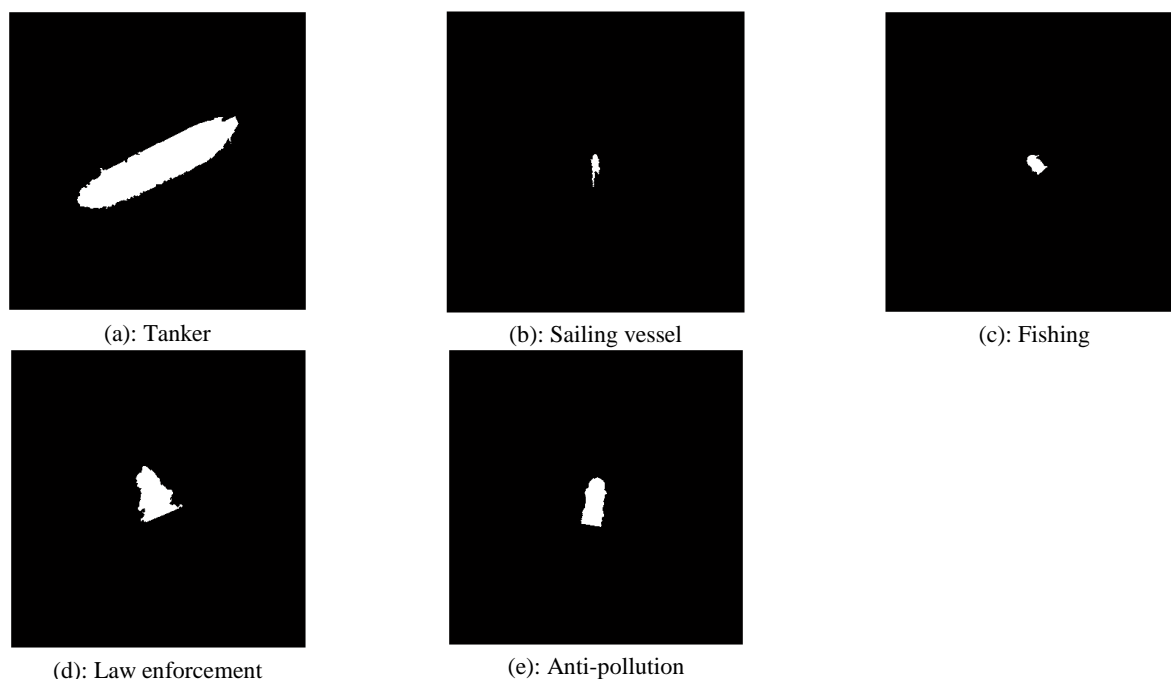 (a): Tanker
(b): Sailing vessel
(c): Fishing
(d): Law enforcement
(e): Anti-pollution